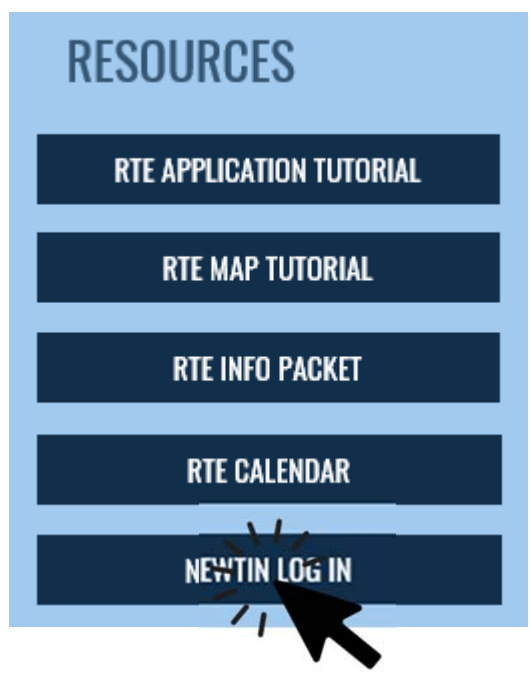 RESOURCES
RTE APPLICATION TUTORIAL
RTE MAP TUTORIAL
RTE INFO PACKET
RTE CALENDAR
NEWTIN LOG IN